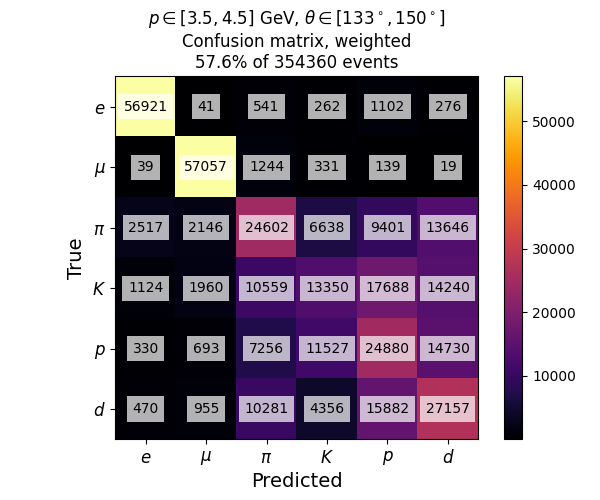 p ∈ [3.5, 4.5] GeV, θ ∈ [133°, 150°]
Confusion matrix, weighted
57.6% of 354360 events
e 56921 41 541 262 1102 276
μ 39 57057 1244 331 139 19
π 2517 2146 24602 6638 9401 13646
K 1124 1960 10559 13350 17688 14240
p 330 693 7256 11527 24880 14730
d 470 955 10281 4356 15882 27157
e μ π K p d
Predicted
True
50000
40000
30000
20000
10000